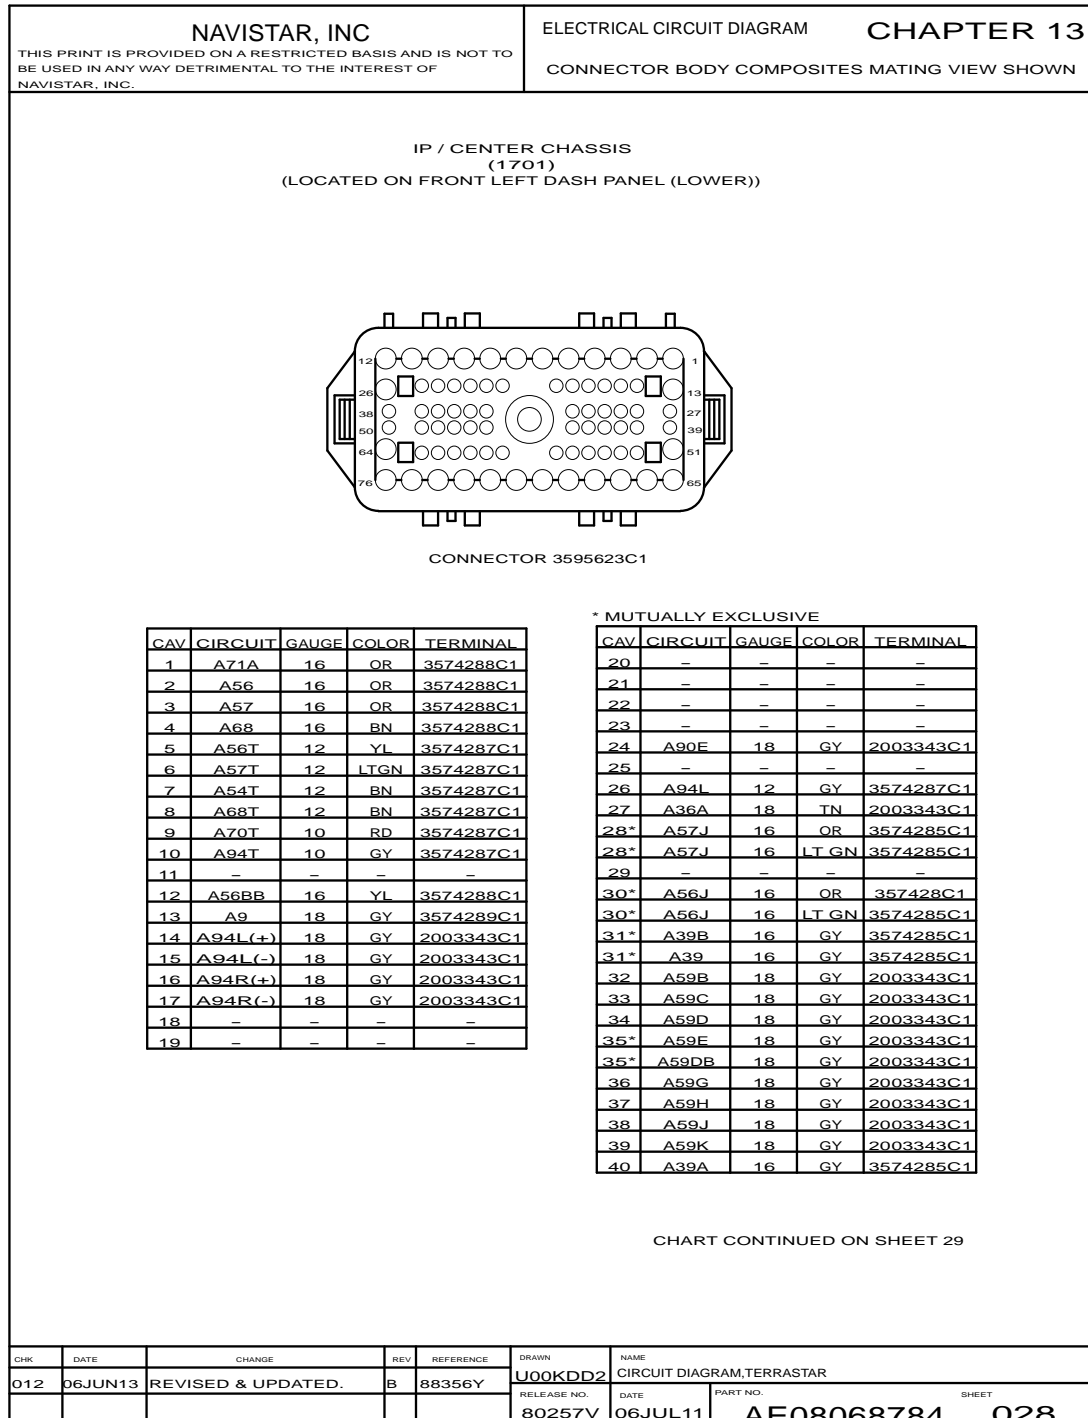 NAVISTAR, INC
THIS PRINT IS PROVIDED ON A RESTRICTED BASIS AND IS NOT TO
BE USED IN ANY WAY DETRIMENTAL TO THE INTEREST OF
NAVISTAR, INC.
ELECTRICAL CIRCUIT DIAGRAM CHAPTER 13
CONNECTOR BODY COMPOSITES MATING VIEW SHOWN
IP / CENTER CHASSIS
(1701)
(LOCATED ON FRONT LEFT DASH PANEL (LOWER))
12 1
26 13
38 27
50 39
64 51
76 65
CONNECTOR 3595623C1
CAV CIRCUIT GAUGE COLOR TERMINAL
1 A71A 16 OR 3574288C1
2 A56 16 OR 3574288C1
3 A57 16 OR 3574288C1
4 A68 16 BN 3574288C1
5 A56T 12 YL 3574287C1
6 A57T 12 LTGN 3574287C1
7 A54T 12 BN 3574287C1
8 A68T 12 BN 3574287C1
9 A70T 10 RD 3574287C1
10 A94T 10 GY 3574287C1
11 – – – –
12 A56BB 16 YL 3574288C1
13 A9 18 GY 3574289C1
14 A94L(+) 18 GY 2003343C1
15 A94L(-) 18 GY 2003343C1
16 A94R(+) 18 GY 2003343C1
17 A94R(-) 18 GY 2003343C1
18 – – – –
19 – – – –
* MUTUALLY EXCLUSIVE
CAV CIRCUIT GAUGE COLOR TERMINAL
20 – – – –
21 – – – –
22 – – – –
23 – – – –
24 A90E 18 GY 2003343C1
25 – – – –
26 A94L 12 GY 3574287C1
27 A36A 18 TN 2003343C1
28* A57J 16 OR 3574285C1
28* A57J 16 LT GN 3574285C1
29 – – – –
30* A56J 16 OR 357428C1
30* A56J 16 LT GN 3574285C1
31* A39B 16 GY 3574285C1
31* A39 16 GY 3574285C1
32 A59B 18 GY 2003343C1
33 A59C 18 GY 2003343C1
34 A59D 18 GY 2003343C1
35* A59E 18 GY 2003343C1
35* A59DB 18 GY 2003343C1
36 A59G 18 GY 2003343C1
37 A59H 18 GY 2003343C1
38 A59J 18 GY 2003343C1
39 A59K 18 GY 2003343C1
40 A39A 16 GY 3574285C1
CHART CONTINUED ON SHEET 29
CHK DATE CHANGE REV REFERENCE DRAWN NAME
012 06JUN13 REVISED & UPDATED. B 88356Y U00KDD2 CIRCUIT DIAGRAM,TERRASTAR
RELEASE NO. DATE PART NO. SHEET
80257V 06JUL11 AE08068784 028